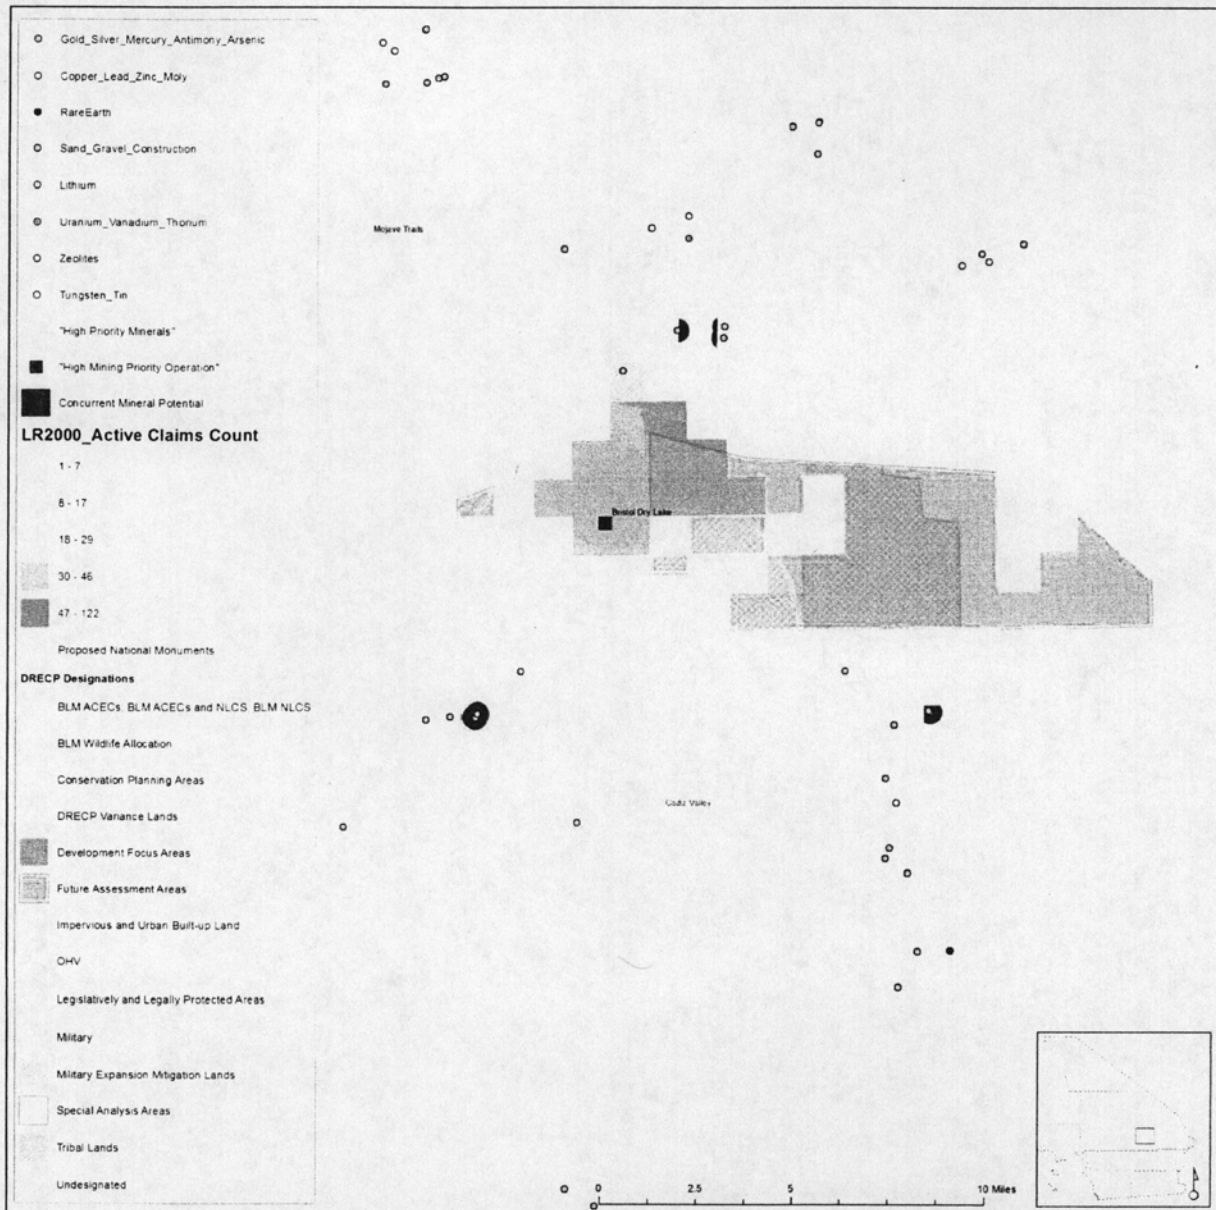 Gold_Silver_Mercury_Antimony_Arsenic
Copper_Lead_Zinc_Moly
RareEarth
Sand_Gravel_Construction
Lithium
Uranium_Vanadium_Thorium
Zeolites
Tungsten_Tin
"High Priority Minerals"
"High Mining Priority Operation"
Concurrent Mineral Potential
LR2000_Active Claims Count
1 - 7
8 - 17
18 - 29
30 - 46
47 - 122
Proposed National Monuments
DRECP Designations
BLM ACECs, BLM ACECs and NLCS, BLM NLCS
BLM Wildlife Allocation
Conservation Planning Areas
DRECP Variance Lands
Development Focus Areas
Future Assessment Areas
Impervious and Urban Built-up Land
OHV
Legislatively and Legally Protected Areas
Military
Military Expansion Mitigation Lands
Special Analysis Areas
Tribal Lands
Undesignated
Mojave Trails
Bristol Dry Lake
Cadiz Valley
0 2.5 5 10 Miles